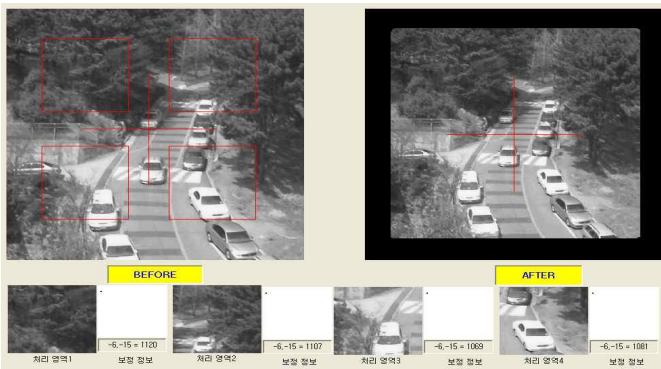 BEFORE
AFTER
-6,-15 = 1120
-6,-15 = 1107
-6,-15 = 1069
-6,-15 = 1081
처리 영역1
보정 정보
처리 영역2
보정 정보
처리 영역3
보정 정보
처리 영역4
보정 정보